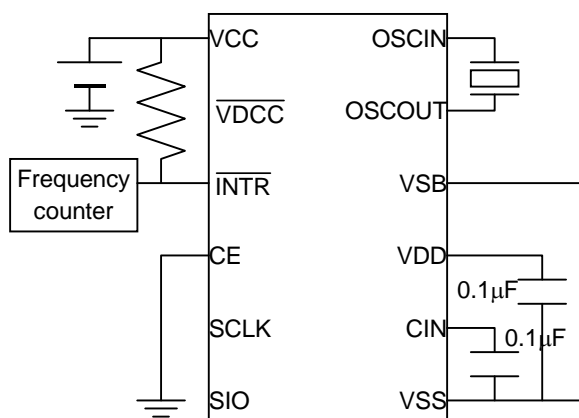 VCC
OSCIN
VDCC
OSCOUT
Frequency
counter
INTR
VSB
CE
VDD
0.1μF
SCLK
CIN
0.1μF
SIO
VSS